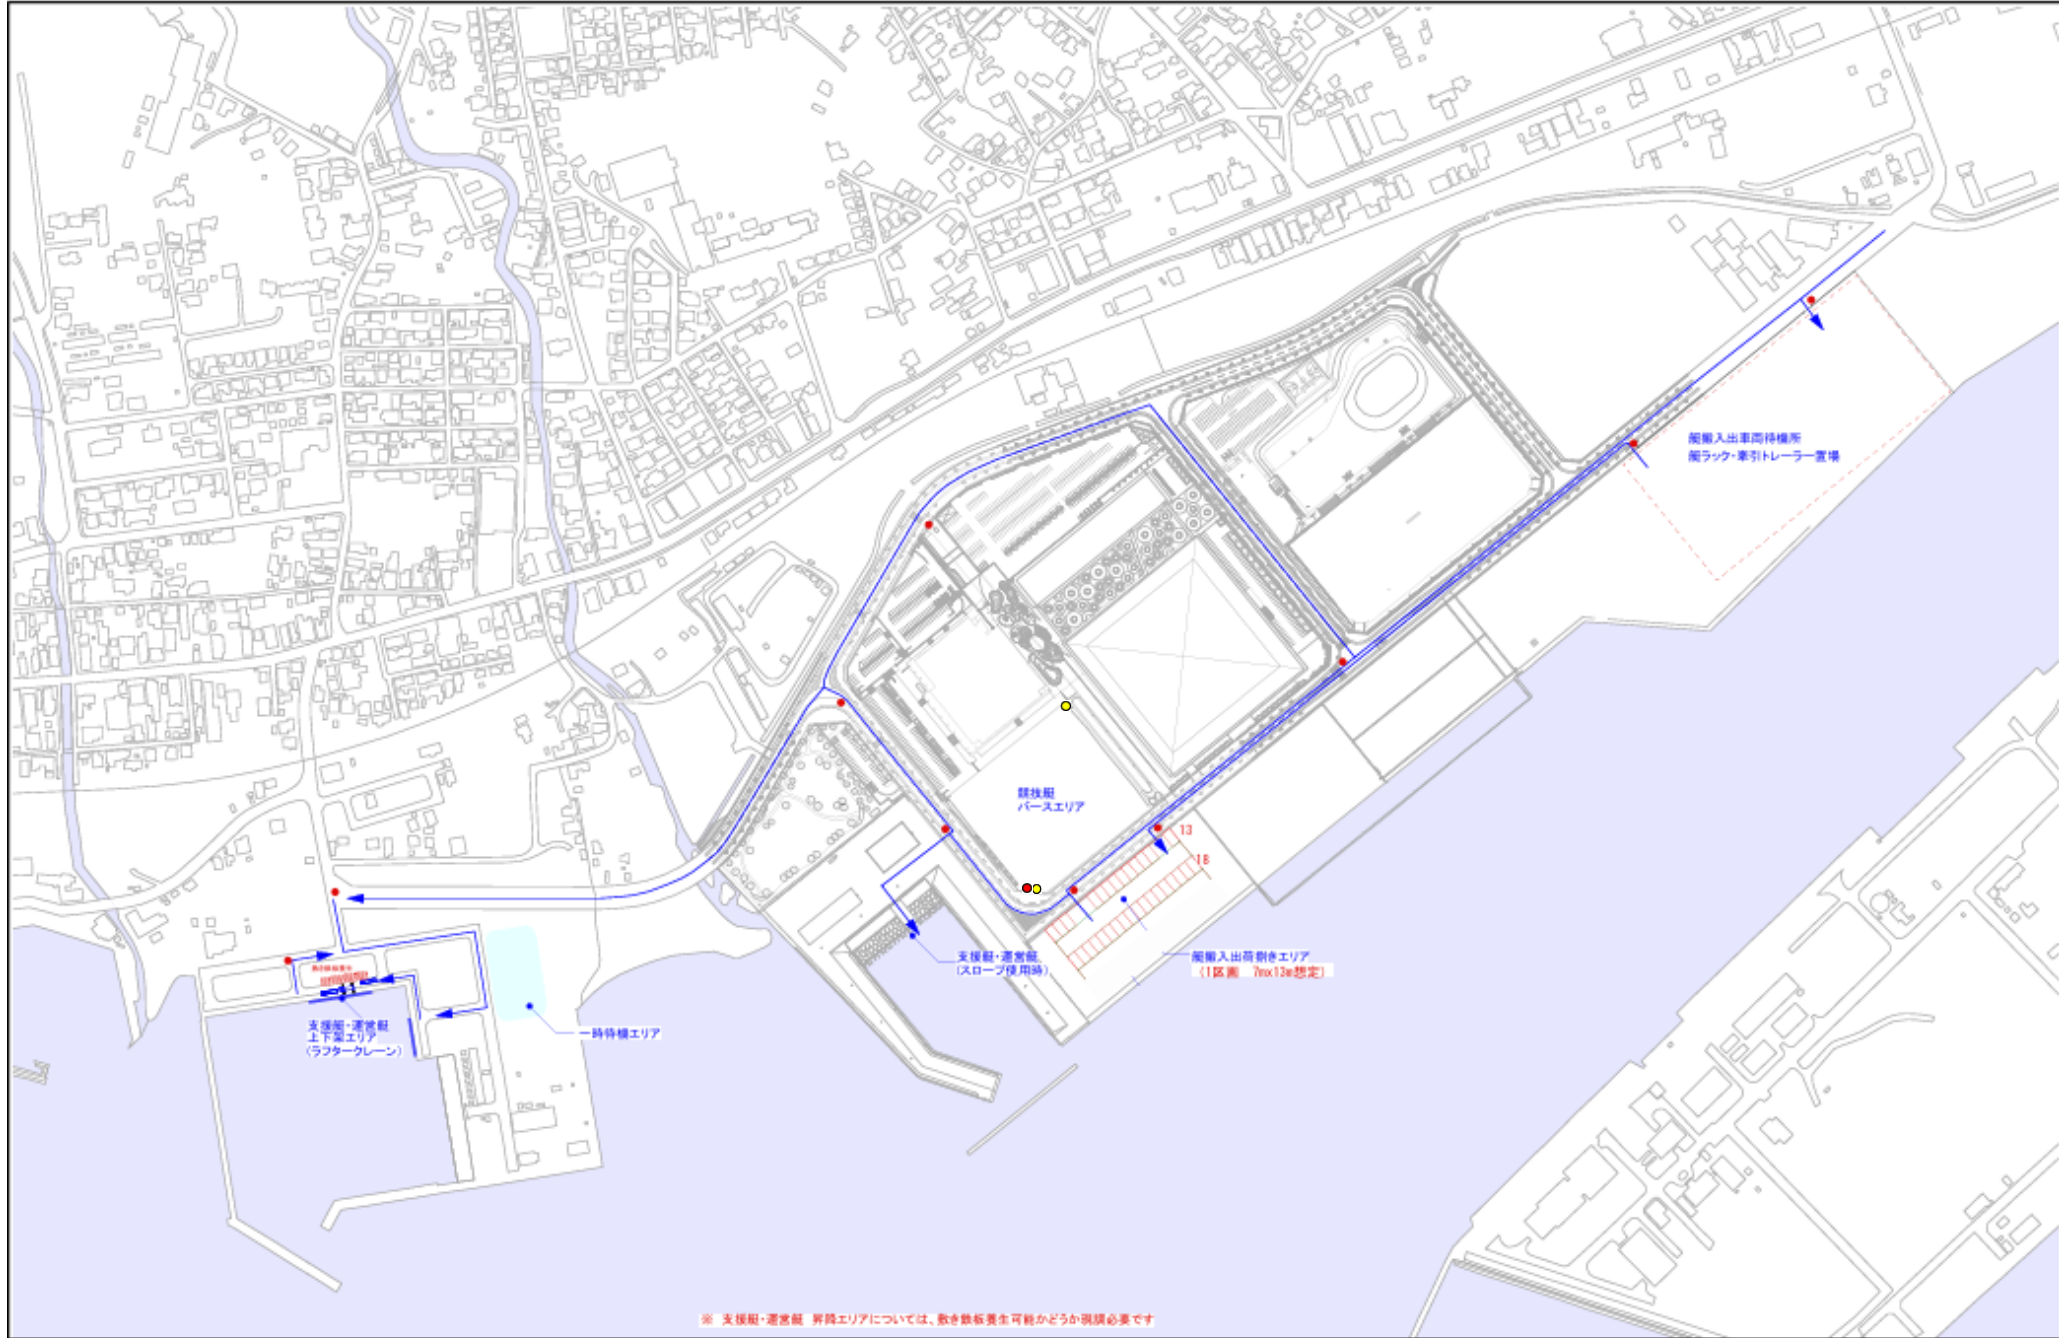 艇搬入出車両待機所
艇ラック・牽引トレーラー置場
競技艇
バースエリア
13
18
支援艇・運営艇
(スロープ使用時)
艇搬入出荷捌きエリア
(1区画 7mx13m想定)
支援艇・運営艇
上下架エリア
(ラフタークレーン)
一時待機エリア
※ 支援艇・運営艇 昇降エリアについては、敷き鉄板養生可能かどうか現調必要です